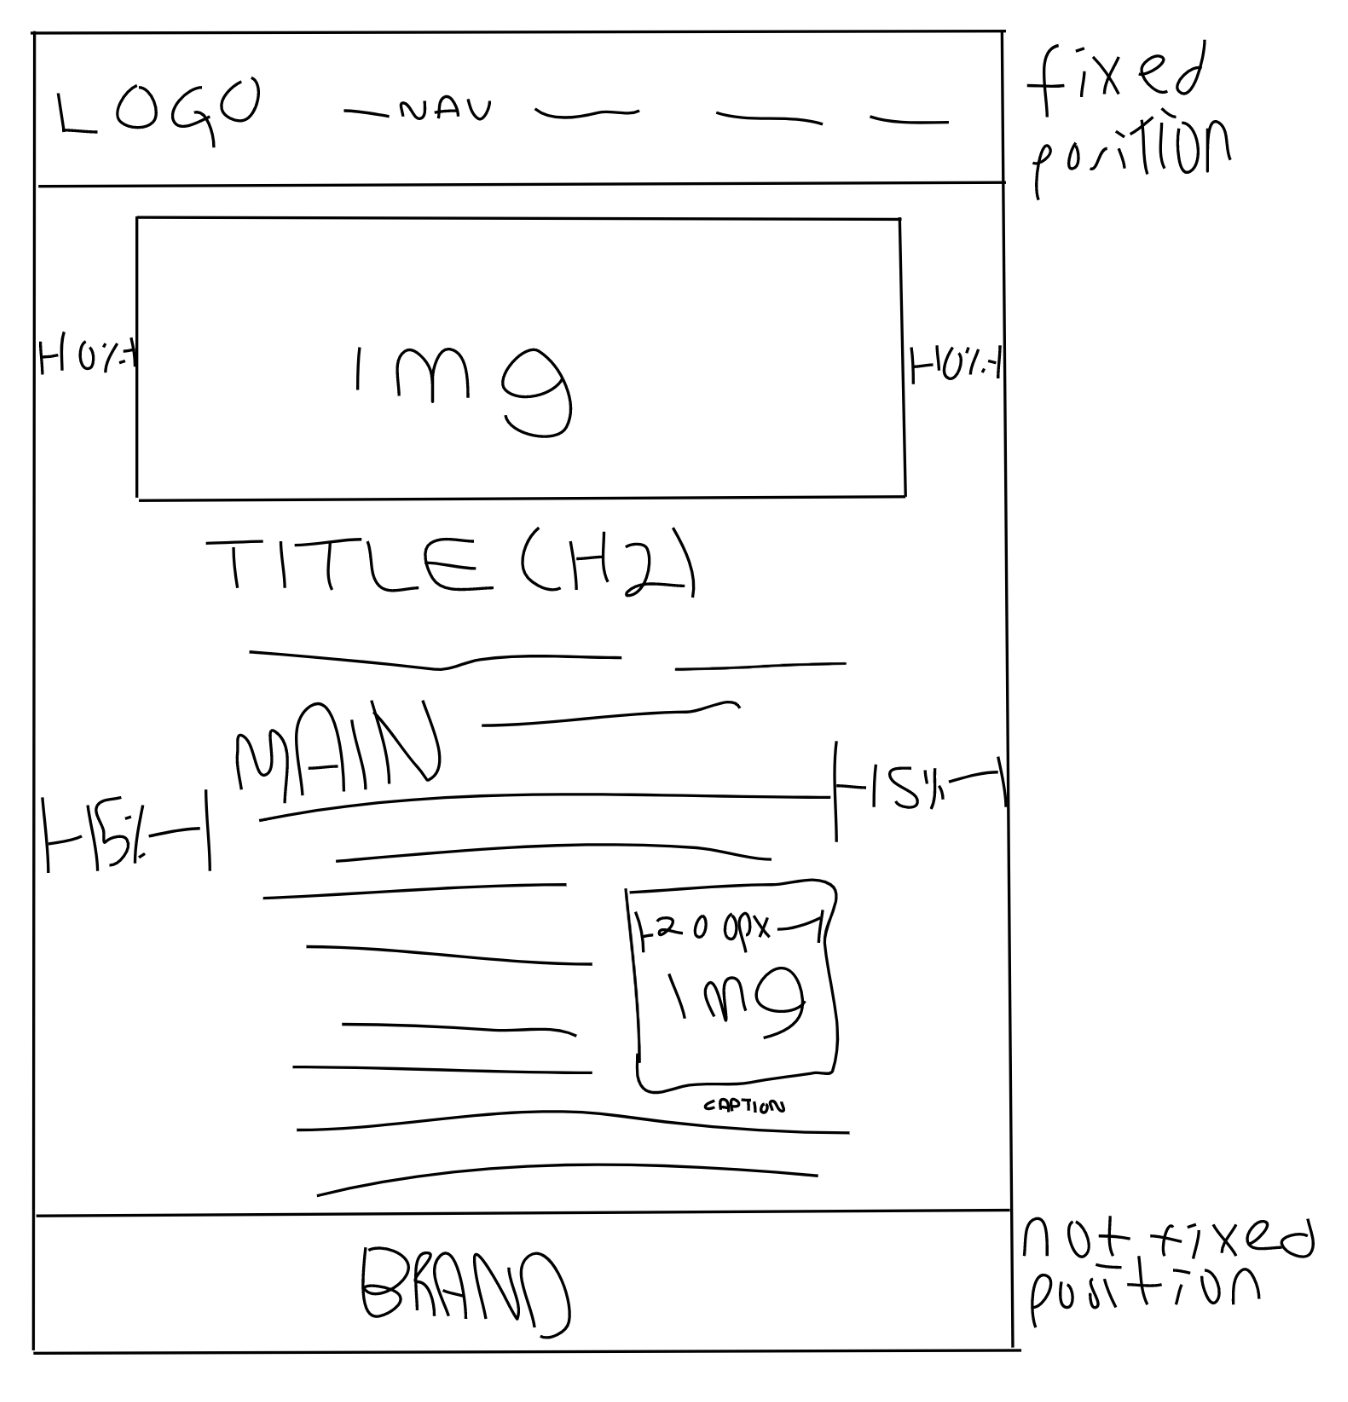 LOGO
NAV
fixed
position
10%
img
10%
TITLE (H2)
MAIN
15%
15%
200px
img
CAPTION
BRAND
not fixed
position